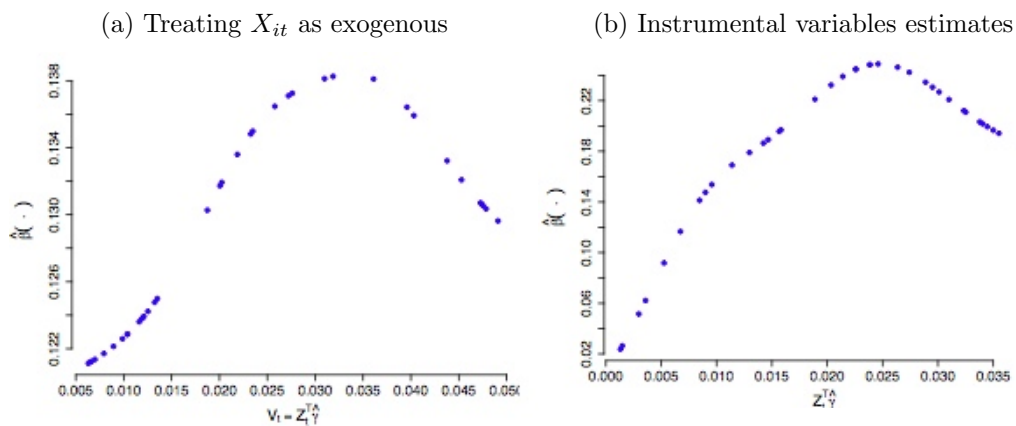 (a) Treating X_{it} as exogenous
(b) Instrumental variables estimates
0.138
0.134
0.130
0.126
0.122
β̂( · )
0.005 0.010 0.015 0.020 0.025 0.030 0.035 0.040 0.045 0.050
V_t = Z_t^T γ̂
0.22
0.18
0.14
0.10
0.06
0.02
β̂( · )
0.000 0.005 0.010 0.015 0.020 0.025 0.030 0.035
Z_t^T γ̂